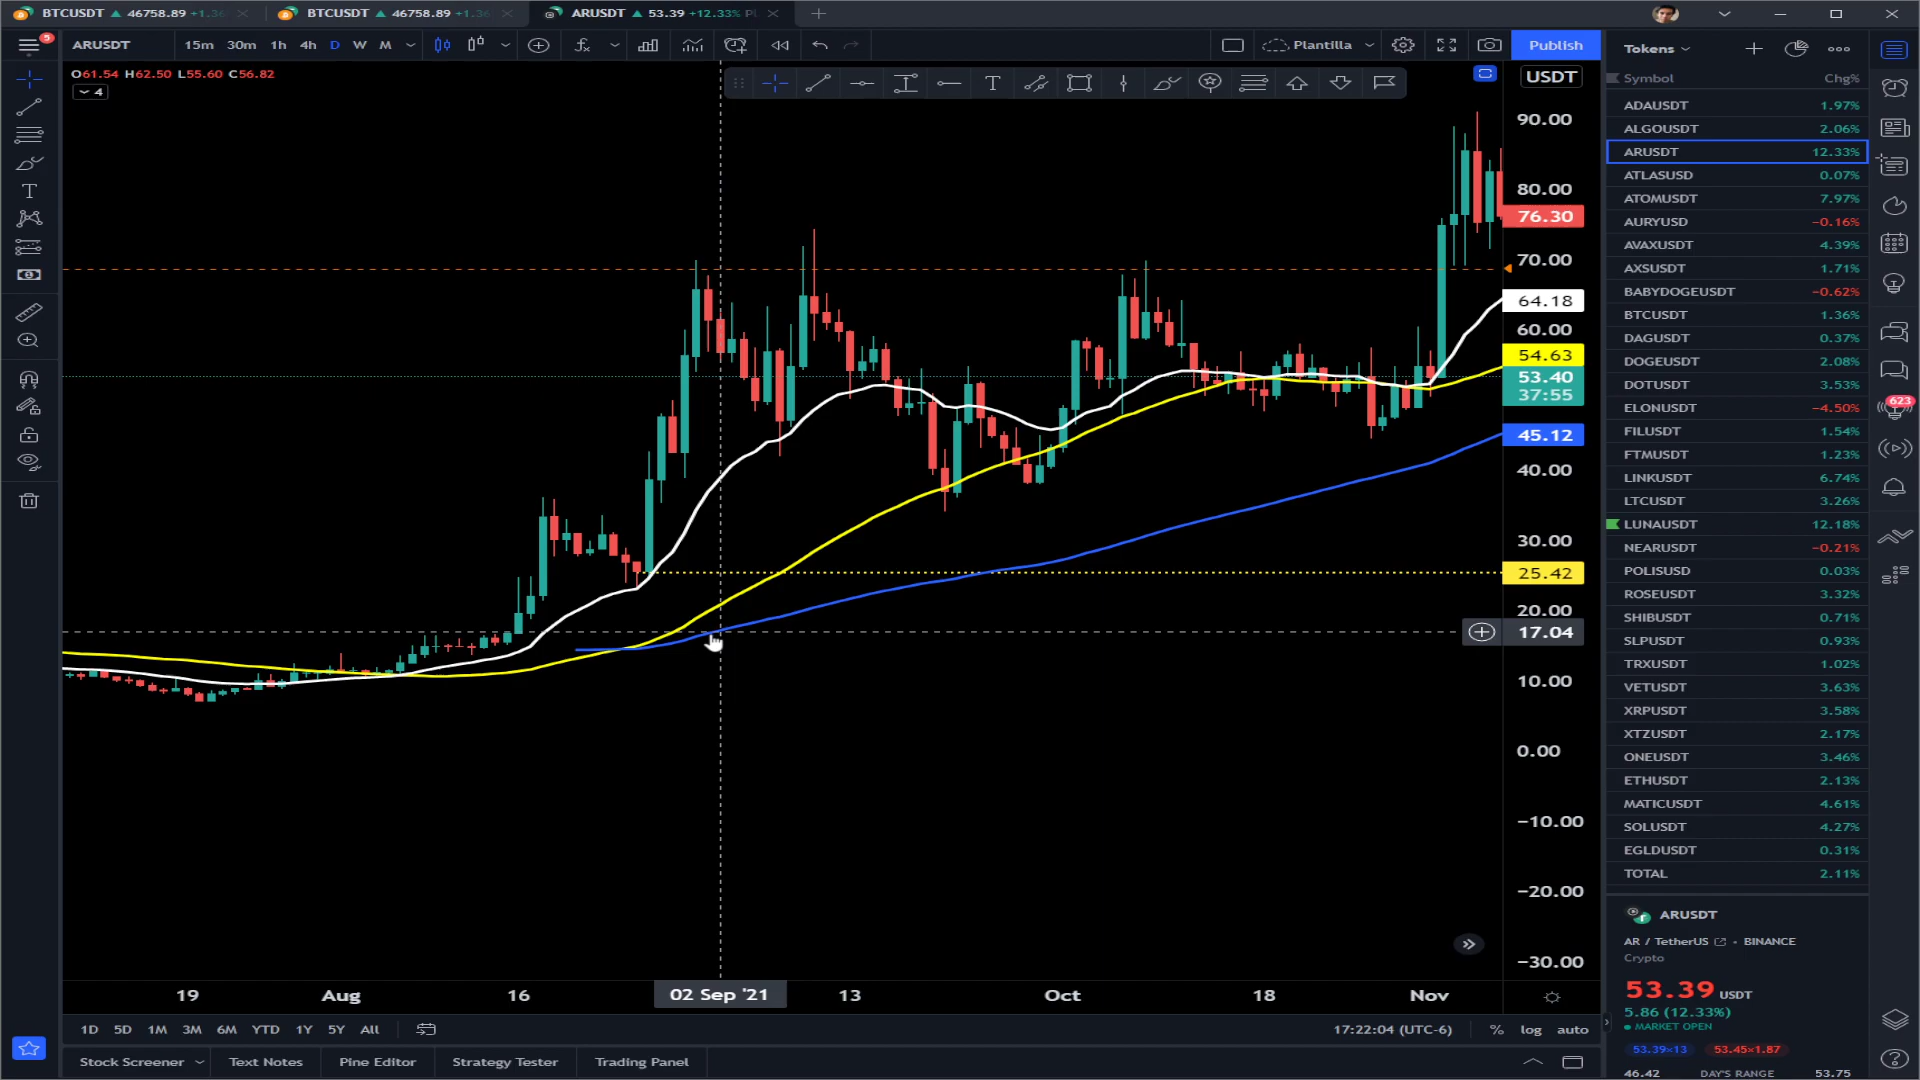 BTCUSDT ▲ 46758.89 +1.36
BTCUSDT ▲ 46758.89 +1.36
ARUSDT ▲ 53.39 +12.33%
5
ARUSDT
15m 30m 1h 4h D W M
Plantilla
Publish
O61.54 H62.50 L55.60 C56.82
4
USDT
90.00
80.00
76.30
70.00
64.18
60.00
54.63
53.40
37:55
45.12
40.00
30.00
25.42
20.00
17.04
10.00
0.00
−10.00
−20.00
−30.00
19 Aug 16 02 Sep '21 13 Oct 18 Nov
1D 5D 1M 3M 6M YTD 1Y 5Y All
17:22:04 (UTC-6) % log auto
Stock Screener Text Notes Pine Editor Strategy Tester Trading Panel
Tokens
Symbol Chg%
ADAUSDT 1.97%
ALGOUSDT 2.06%
ARUSDT 12.33%
ATLASUSD 0.07%
ATOMUSDT 7.97%
AURYUSD −0.16%
AVAXUSDT 4.39%
AXSUSDT 1.71%
BABYDOGEUSDT −0.62%
BTCUSDT 1.36%
DAGUSDT 0.37%
DOGEUSDT 2.08%
DOTUSDT 3.53%
ELONUSDT −4.50%
FILUSDT 1.54%
FTMUSDT 1.23%
LINKUSDT 6.74%
LTCUSDT 3.26%
LUNAUSDT 12.18%
NEARUSDT −0.21%
POLISUSD 0.03%
ROSEUSDT 3.32%
SHIBUSDT 0.71%
SLPUSDT 0.93%
TRXUSDT 1.02%
VETUSDT 3.63%
XRPUSDT 3.58%
XTZUSDT 2.17%
ONEUSDT 3.46%
ETHUSDT 2.13%
MATICUSDT 4.61%
SOLUSDT 4.27%
EGLDUSDT 0.31%
TOTAL 2.11%
ARUSDT
AR / TetherUS • BINANCE
Crypto
53.39 USDT
5.86 (12.33%)
MARKET OPEN
53.39×13 53.45×1.87
46.42 DAY'S RANGE 53.75
623